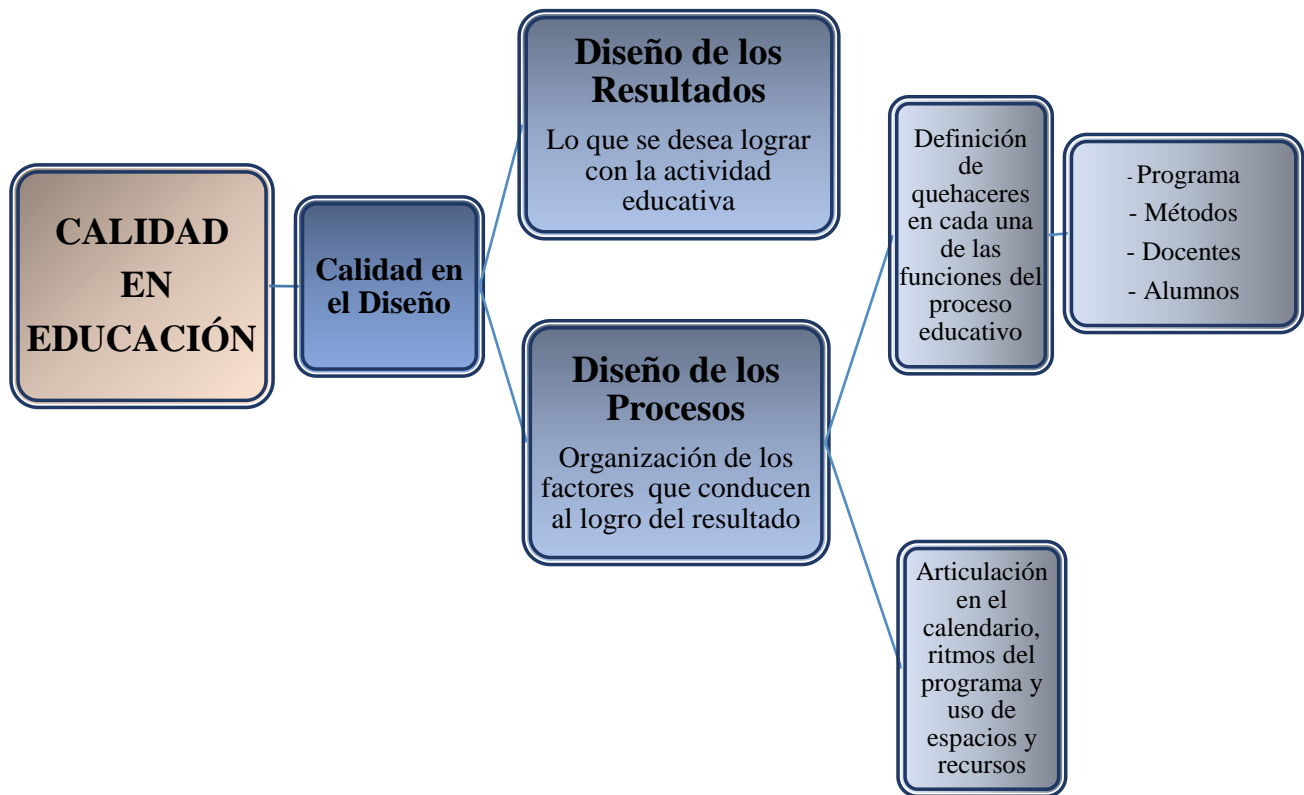 CALIDAD
EN
EDUCACIÓN
Calidad en
el Diseño
Diseño de los
Resultados
Lo que se desea lograr
con la actividad
educativa
Diseño de los
Procesos
Organización de los
factores que conducen
al logro del resultado
Definición
de
quehaceres
en cada una
de las
funciones del
proceso
educativo
- Programa
- Métodos
- Docentes
- Alumnos
Articulación
en el
calendario,
ritmos del
programa y
uso de
espacios y
recursos